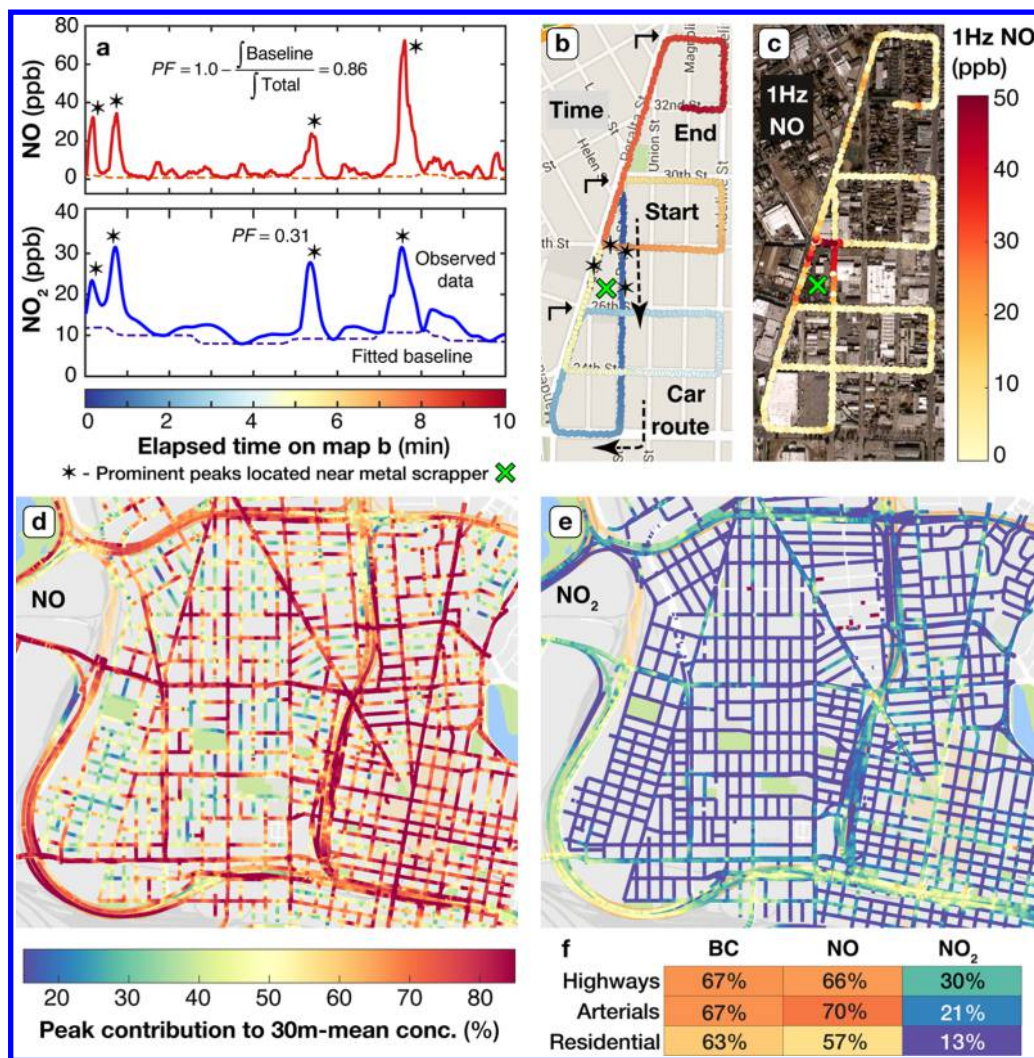 a
80
60
40
20
0
NO (ppb)
PF = 1.0 - ∫Baseline / ∫Total = 0.86
40
30
20
10
0
NO₂ (ppb)
PF = 0.31
Observed data
Fitted baseline
0 2 4 6 8 10
Elapsed time on map b (min)
✶ - Prominent peaks located near metal scrapper ✕
b
Time
Peralta St
Helen
Union St
32nd St
End
30th St
Start
26th S
24th St
Car route
c
1Hz NO
1Hz NO (ppb)
50
40
30
20
10
0
d
NO
20 30 40 50 60 70 80
Peak contribution to 30m-mean conc. (%)
e
NO₂
f
BC NO NO₂
Highways 67% 66% 30%
Arterials 67% 70% 21%
Residential 63% 57% 13%